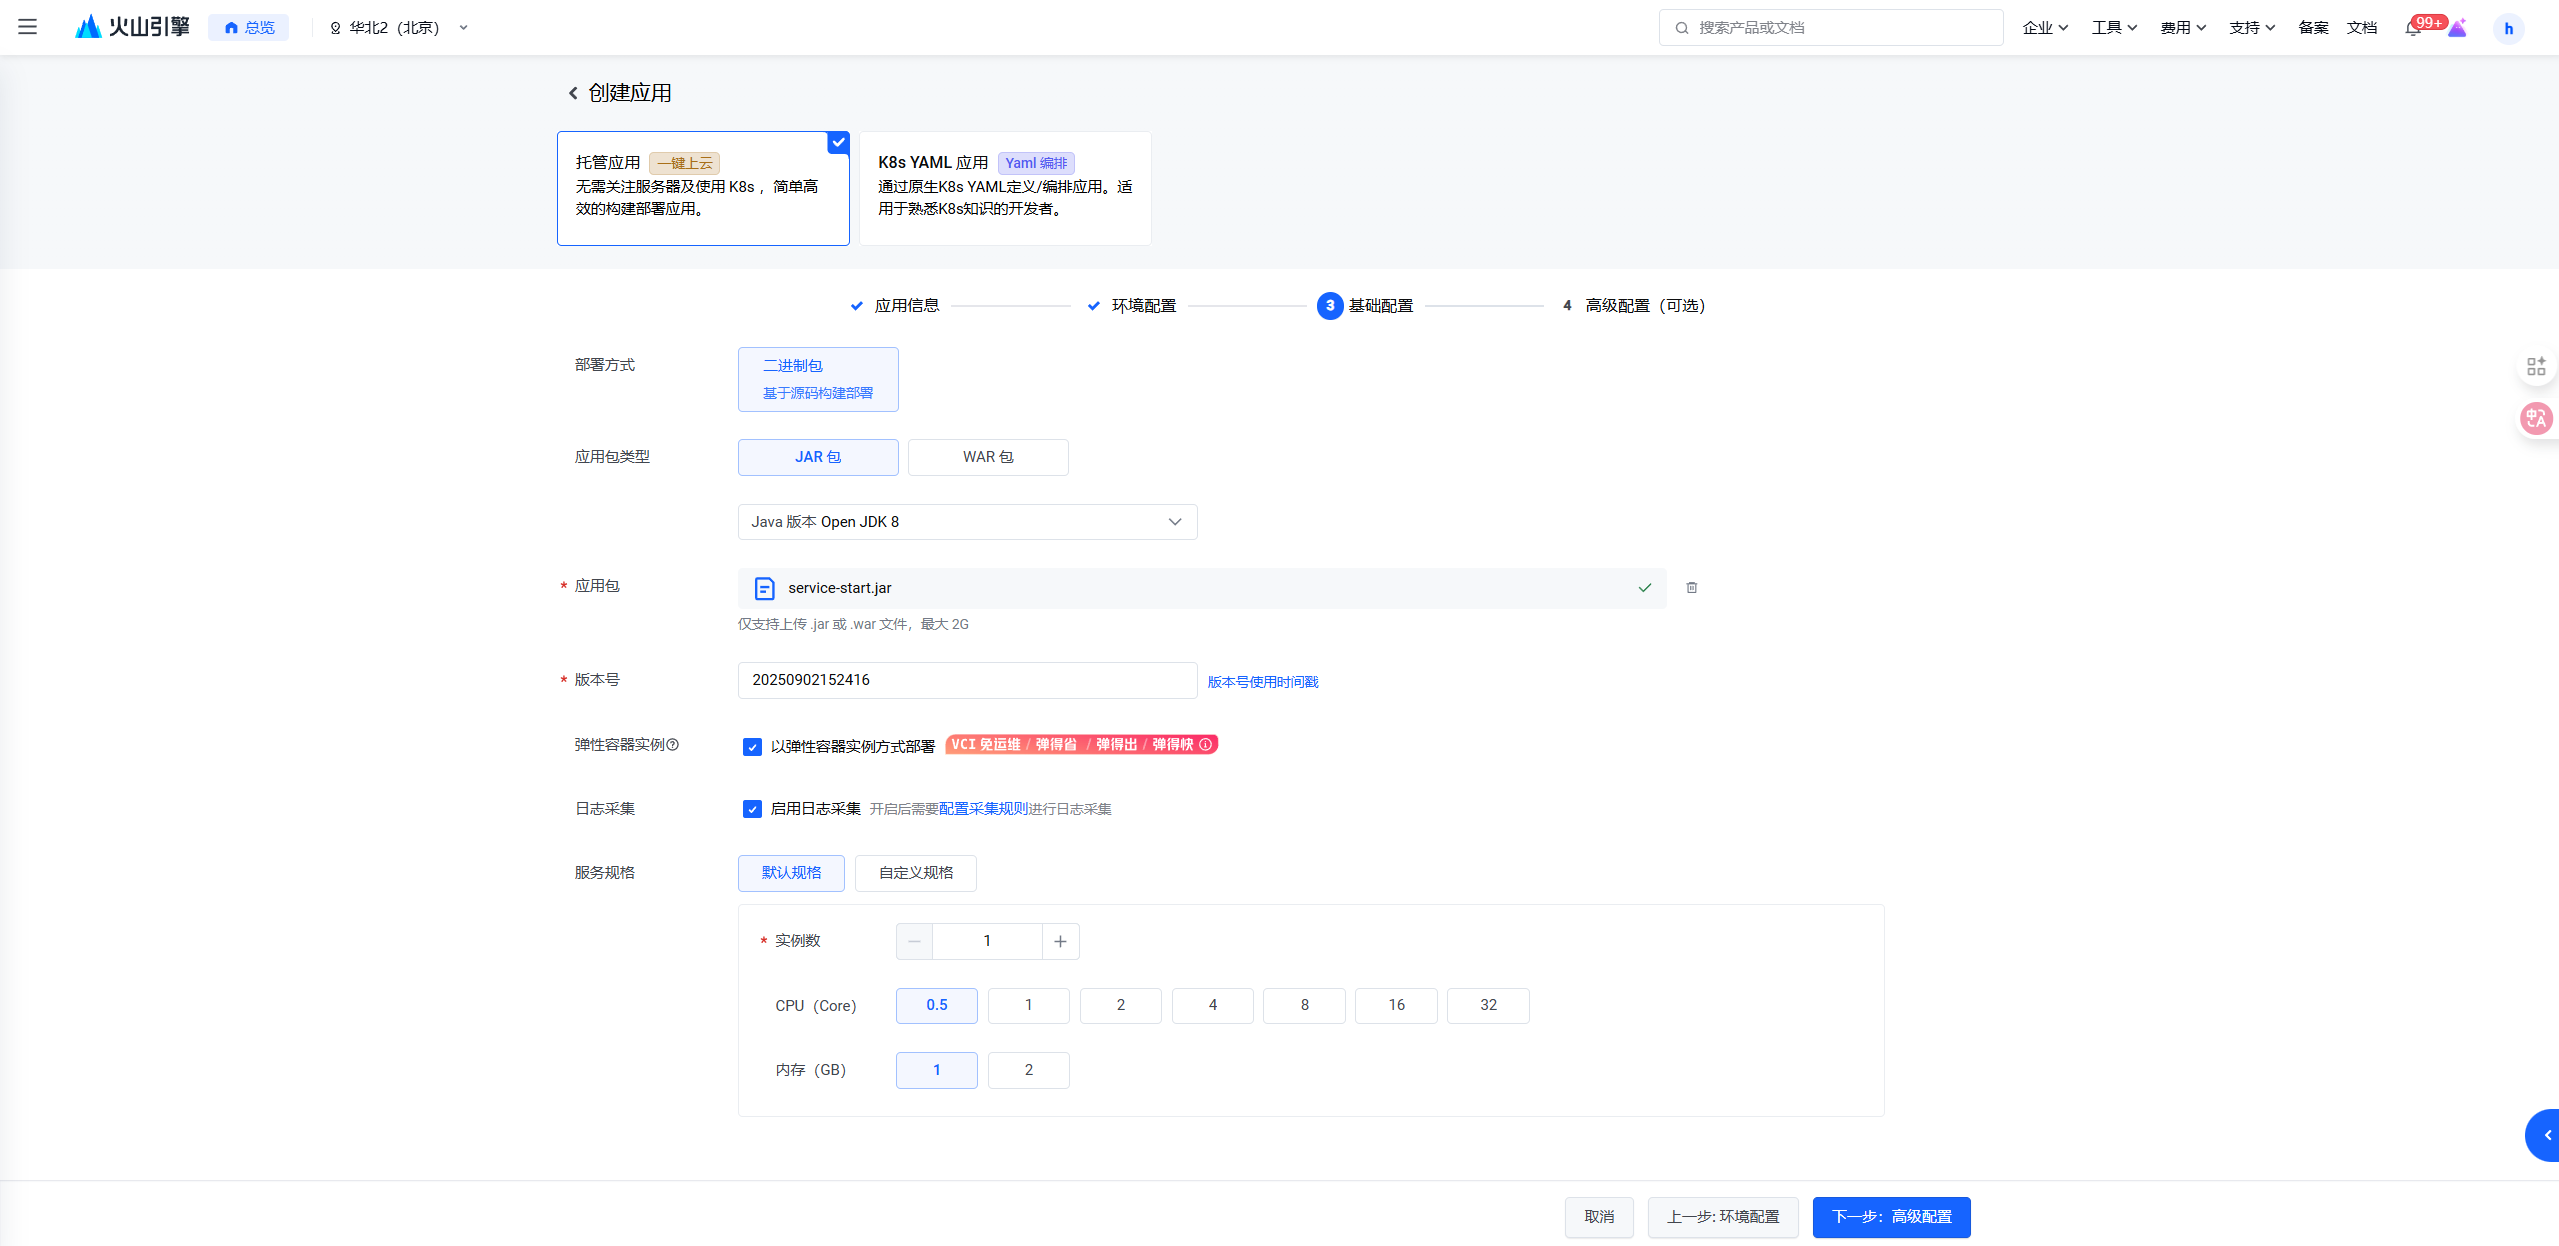 火山引擎
总览
华北2（北京）
搜索产品或文档
企业
工具
费用
支持
备案
文档
99+
h
创建应用
托管应用 一键上云
无需关注服务器及使用 K8s ，简单高
效的构建部署应用。
K8s YAML 应用 Yaml 编排
通过原生K8s YAML定义/编排应用。适
用于熟悉K8s知识的开发者。
应用信息
环境配置
3 基础配置
4 高级配置（可选）
部署方式
二进制包
基于源码构建部署
应用包类型
JAR 包
WAR 包
Java 版本 Open JDK 8
* 应用包
service-start.jar
仅支持上传 .jar 或 .war 文件，最大 2G
* 版本号
20250902152416
版本号使用时间戳
弹性容器实例
以弹性容器实例方式部署
VCI 免运维 / 弹得省 / 弹得出 / 弹得快
日志采集
启用日志采集 开启后需要配置采集规则进行日志采集
服务规格
默认规格
自定义规格
* 实例数
1
CPU（Core）
0.5
1
2
4
8
16
32
内存（GB）
1
2
取消
上一步: 环境配置
下一步：高级配置
中A